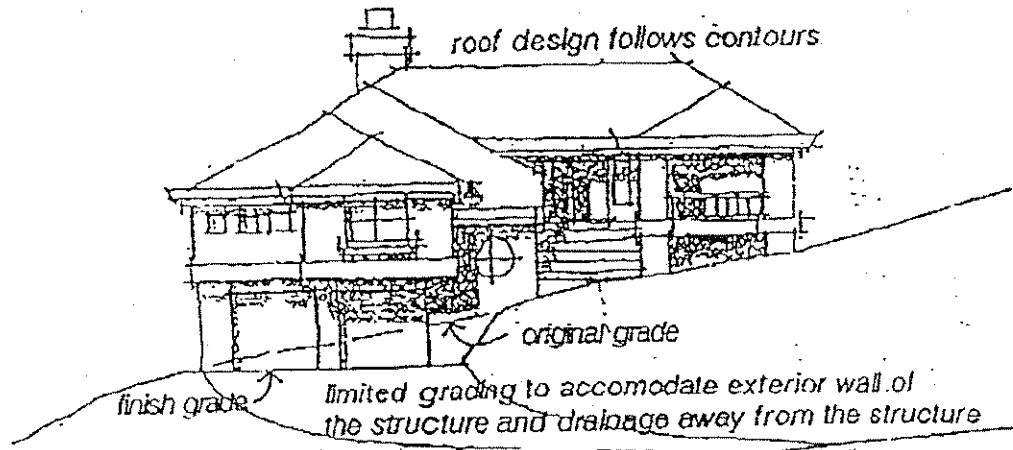 roof design follows contours
original grade
finish grade
limited grading to accomodate exterior wall of
the structure and drainage away from the structure